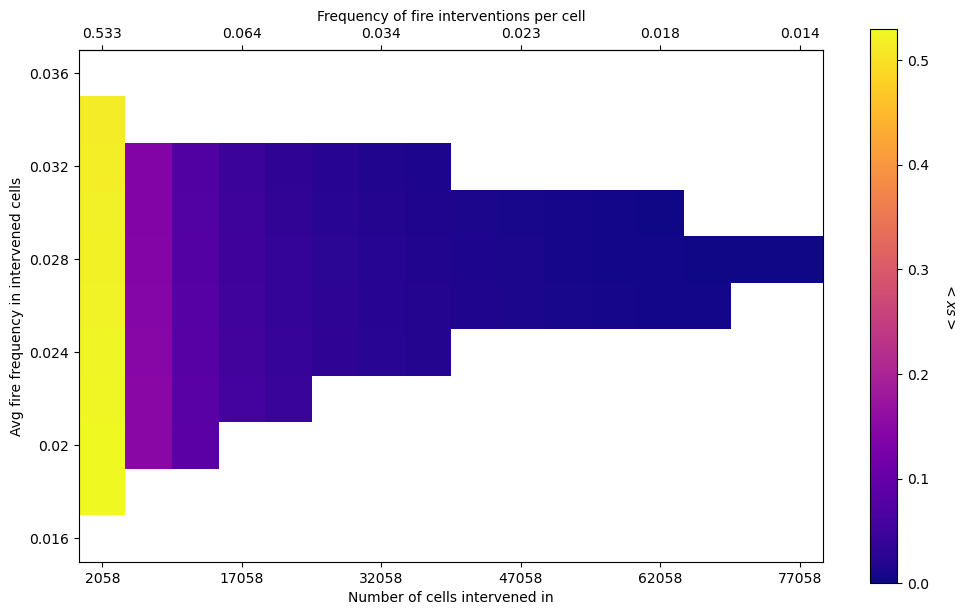 Frequency of fire interventions per cell
0.533 0.064 0.034 0.023 0.018 0.014
0.036
0.032
0.028
0.024
0.02
0.016
Avg fire frequency in intervened cells
2058 17058 32058 47058 62058 77058
Number of cells intervened in
0.5
0.4
0.3
0.2
0.1
0.0
< sx >